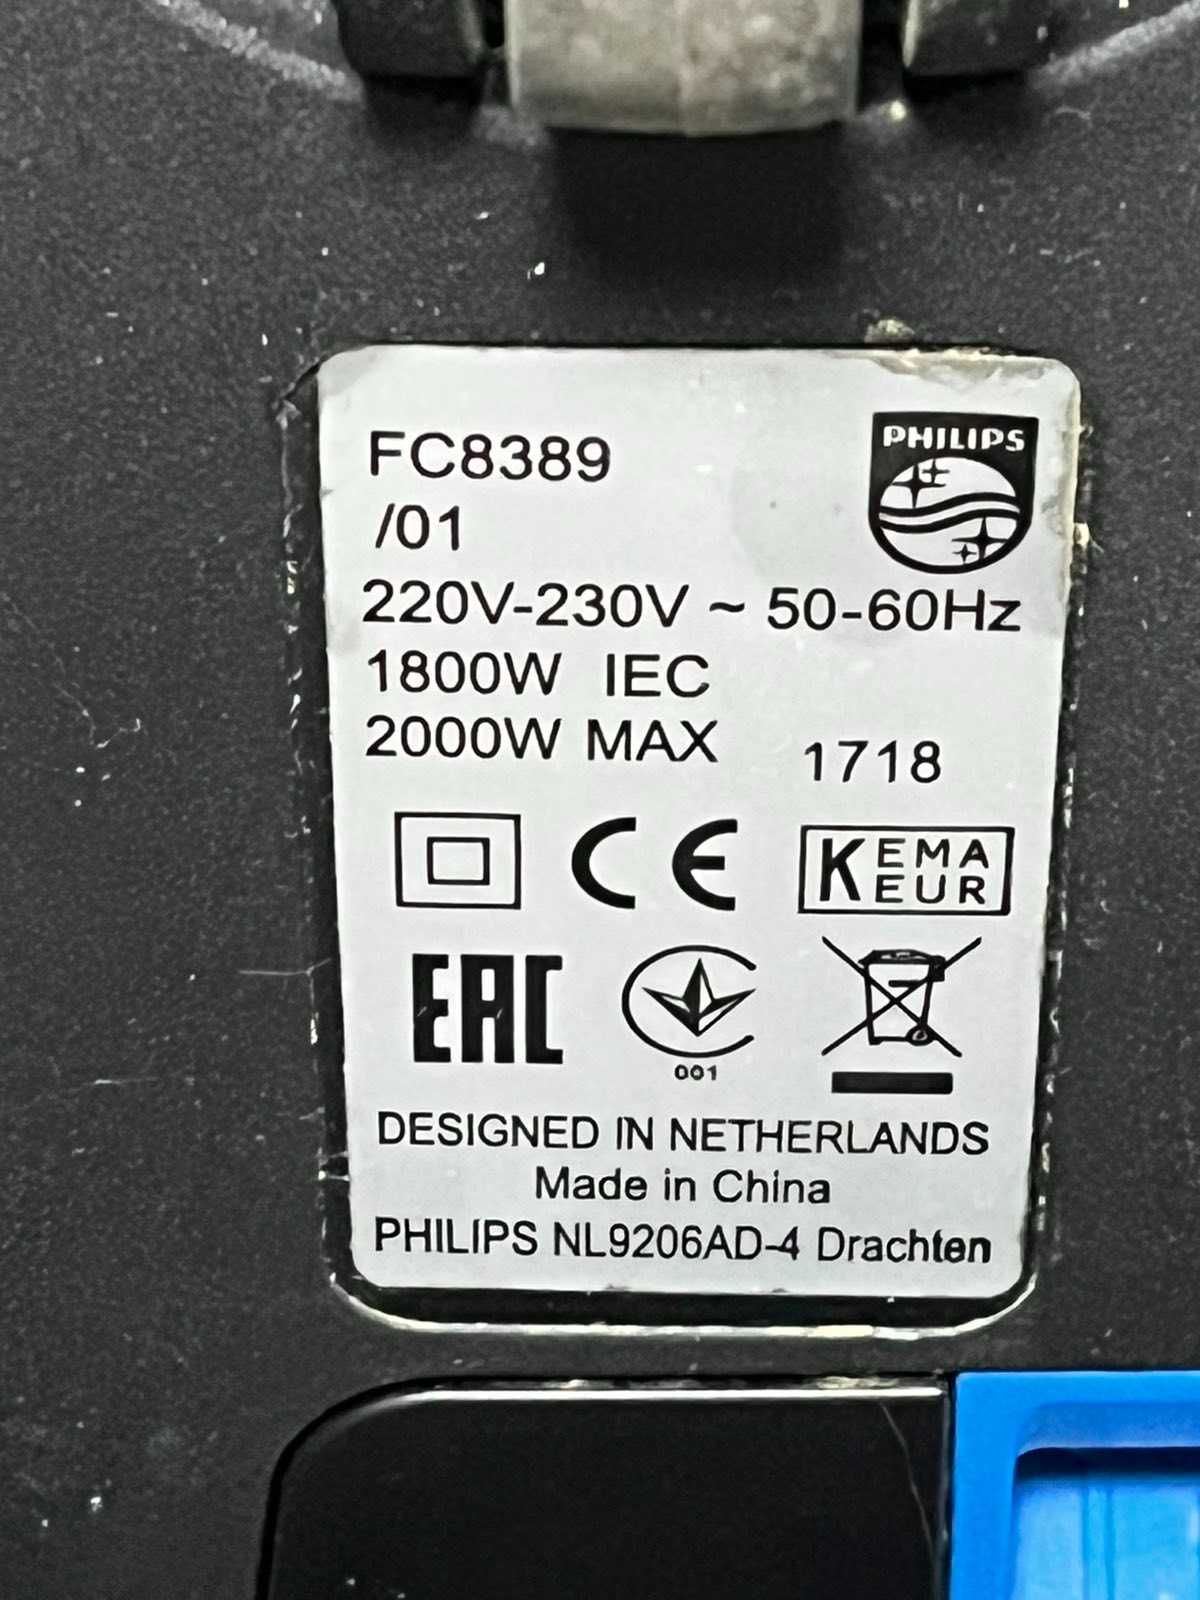 FC8389
PHILIPS
/01
220V-230V ~ 50-60Hz
1800W IEC
2000W MAX
1718
CE
KEMA
EUR
EAC
001
DESIGNED IN NETHERLANDS
Made in China
PHILIPS NL9206AD-4 Drachten